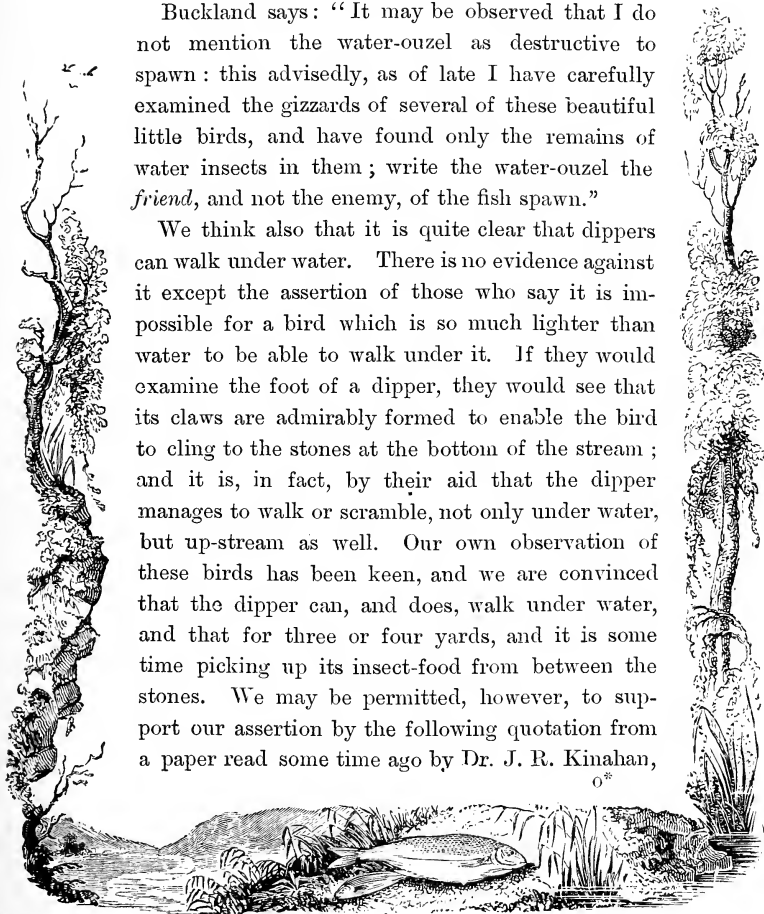 Buckland says: “It may be observed that I do
not mention the water-ouzel as destructive to
spawn : this advisedly, as of late I have carefully
examined the gizzards of several of these beautiful
little birds, and have found only the remains of
water insects in them ; write the water-ouzel the
friend, and not the enemy, of the fish spawn.”
We think also that it is quite clear that dippers
can walk under water. There is no evidence against
it except the assertion of those who say it is im-
possible for a bird which is so much lighter than
water to be able to walk under it. If they would
examine the foot of a dipper, they would see that
its claws are admirably formed to enable the bird
to cling to the stones at the bottom of the stream ;
and it is, in fact, by their aid that the dipper
manages to walk or scramble, not only under water,
but up-stream as well. Our own observation of
these birds has been keen, and we are convinced
that the dipper can, and does, walk under water,
and that for three or four yards, and it is some
time picking up its insect-food from between the
stones. We may be permitted, however, to sup-
port our assertion by the following quotation from
a paper read some time ago by Dr. J. R. Kinahan,
o*